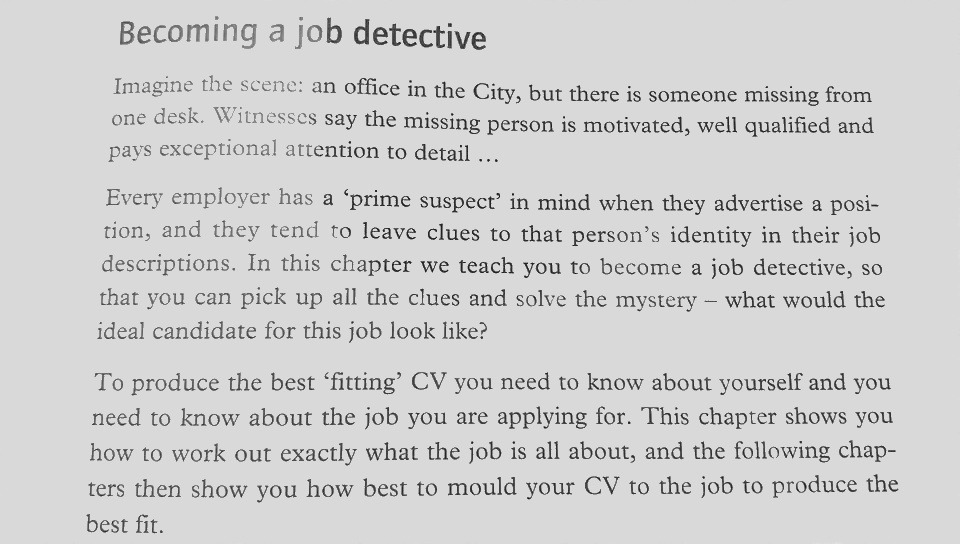 Becoming a job detective
Imagine the scene: an office in the City, but there is someone missing from
one desk. Witnesses say the missing person is motivated, well qualified and
pays exceptional attention to detail …
Every employer has a ‘prime suspect’ in mind when they advertise a posi-
tion, and they tend to leave clues to that person’s identity in their job
descriptions. In this chapter we teach you to become a job detective, so
that you can pick up all the clues and solve the mystery – what would the
ideal candidate for this job look like?
To produce the best ‘fitting’ CV you need to know about yourself and you
need to know about the job you are applying for. This chapter shows you
how to work out exactly what the job is all about, and the following chap-
ters then show you how best to mould your CV to the job to produce the
best fit.